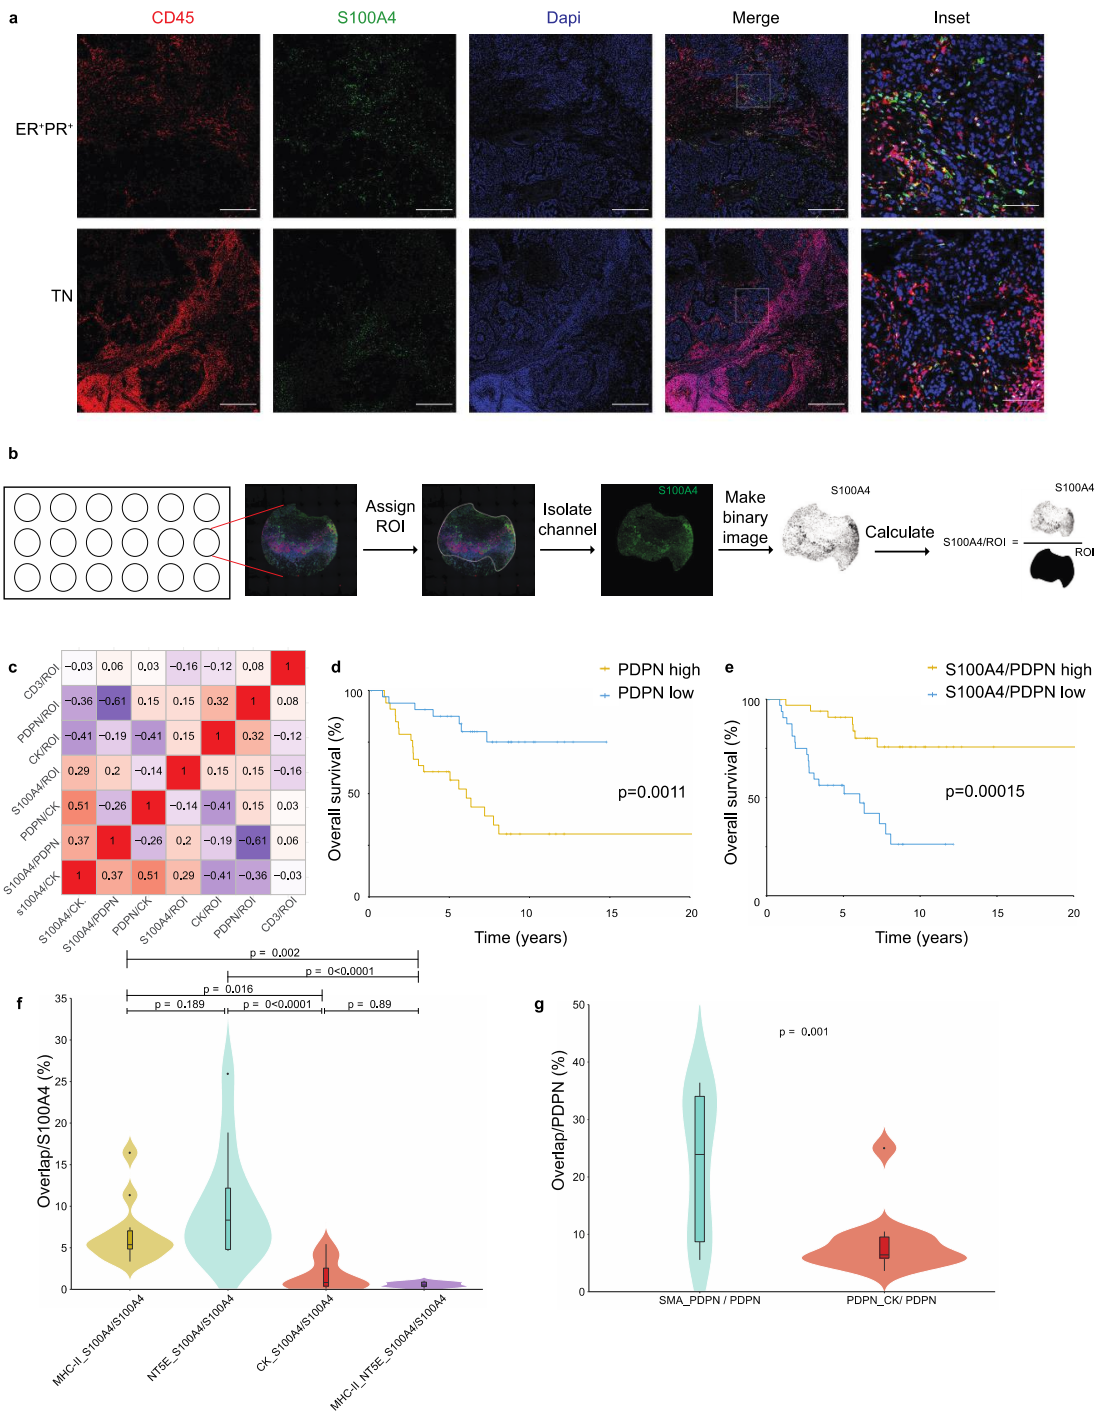 a
CD45 S100A4 Dapi Merge Inset
ER⁺PR⁺
TN
b
S100A4
Assign
ROI
Isolate
channel
Make
binary
image
S100A4
Calculate
S100A4/ROI =
S100A4
ROI
c
CD3/ROI −0.03 0.06 0.03 −0.16 −0.12 0.08 1
PDPN/ROI −0.36 −0.61 0.15 0.15 0.32 1 0.08
CK/ROI −0.41 −0.19 −0.41 0.15 1 0.32 −0.12
S100A4/ROI 0.29 0.2 −0.14 1 0.15 0.15 −0.16
PDPN/CK 0.51 −0.26 1 −0.14 −0.41 0.15 0.03
S100A4/PDPN 0.37 1 −0.26 0.2 −0.19 −0.61 0.06
s100A4/CK 1 0.37 0.51 0.29 −0.41 −0.36 −0.03
S100A4/CK. S100A4/PDPN PDPN/CK S100A4/ROI CK/ROI PDPN/ROI CD3/ROI
d
PDPN high
PDPN low
Overall survival (%)
100
50
0
p=0.0011
0 5 10 15 20
Time (years)
e
S100A4/PDPN high
S100A4/PDPN low
Overall survival (%)
100
50
0
p=0.00015
0 5 10 15 20
Time (years)
f
p = 0.002
p = 0<0.0001
p = 0.016
p = 0.189 p = 0<0.0001 p = 0.89
Overlap/S100A4 (%)
35
30
25
20
15
10
5
0
MHC-II_S100A4/S100A4 NT5E_S100A4/S100A4 CK_S100A4/S100A4 MHC-II_NT5E_S100A4/S100A4
g
p = 0.001
Overlap/PDPN (%)
50
40
30
20
10
0
SMA_PDPN / PDPN PDPN_CK/ PDPN